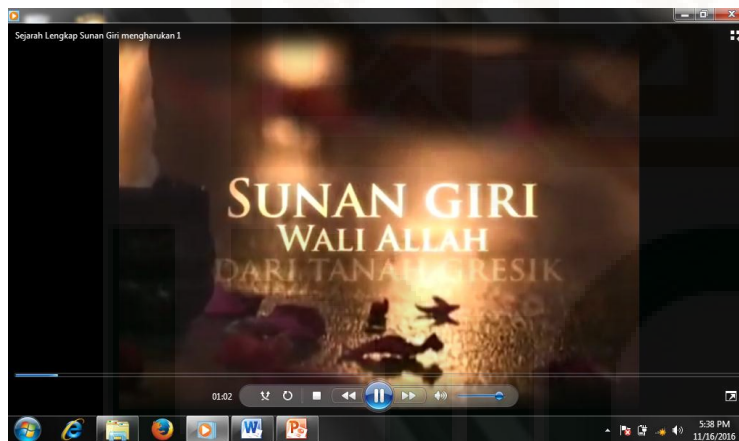 Sejarah Lengkap Sunan Giri mengharukan 1
SUNAN GIRI
WALI ALLAH
DARI TANAH GRESIK
01:02
5:38 PM
11/16/2016